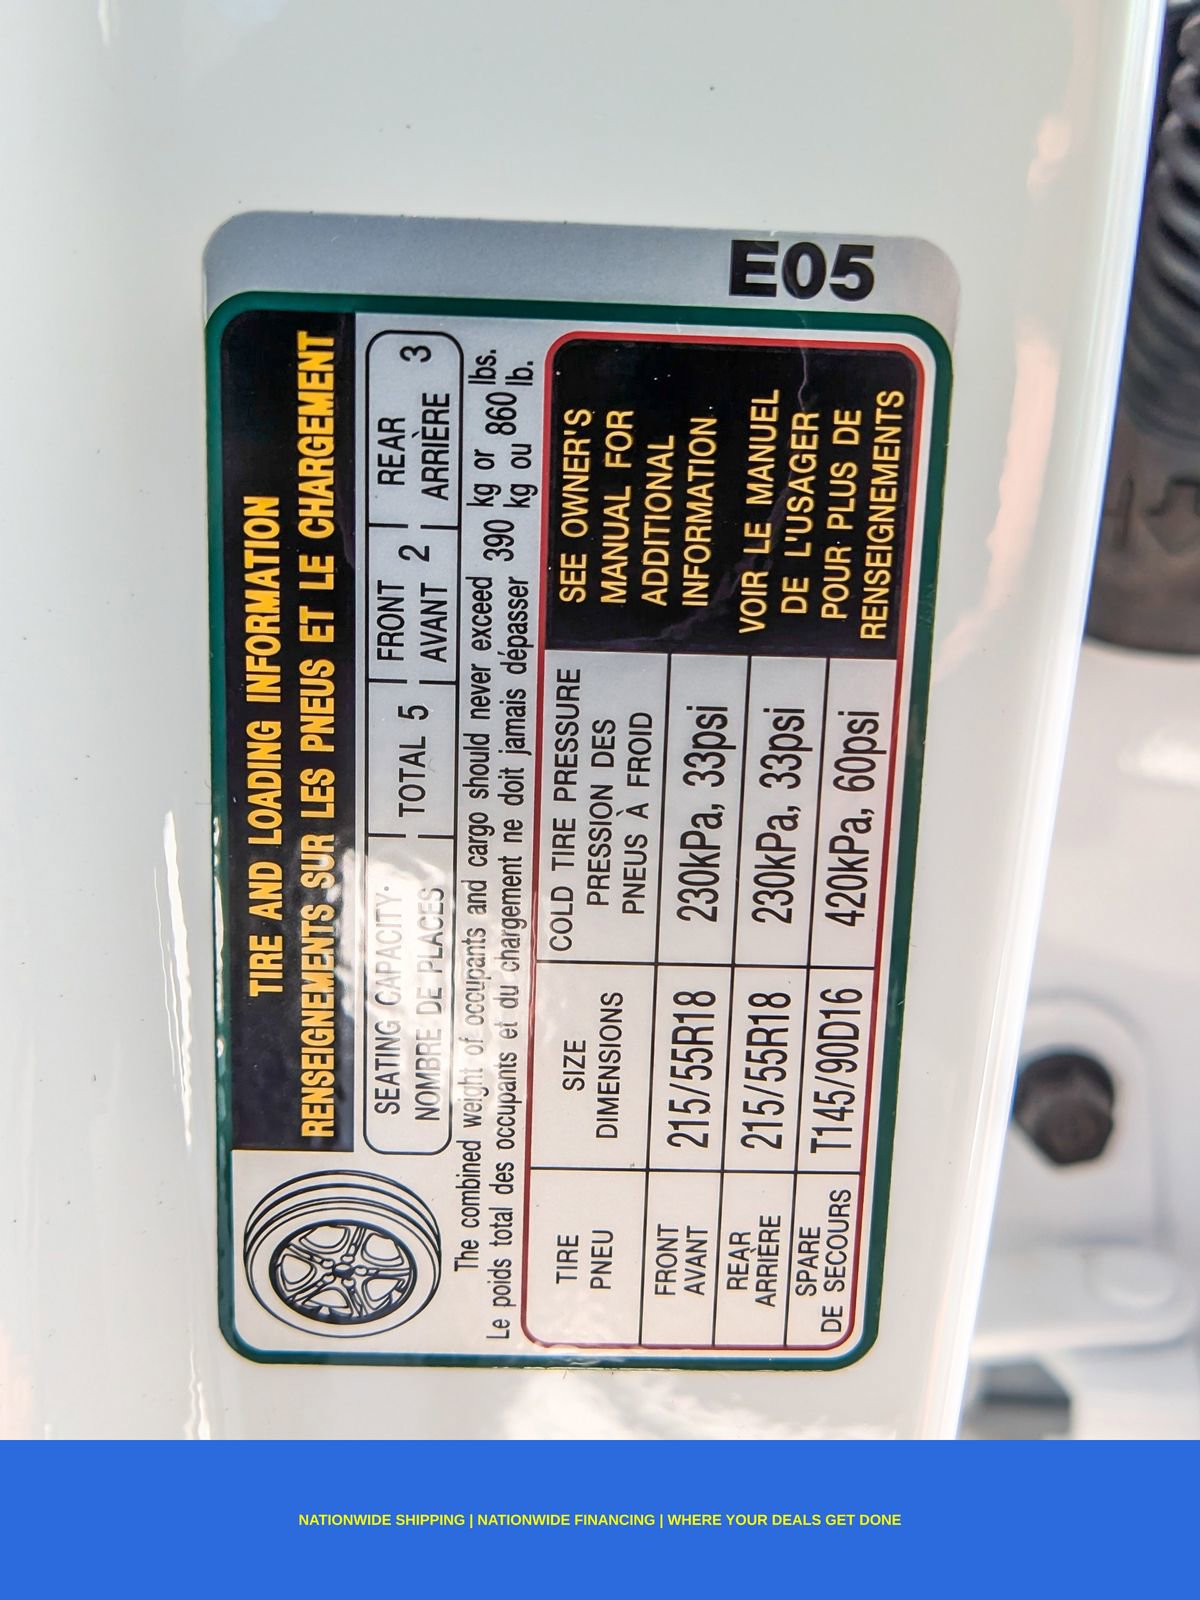 E05
TIRE AND LOADING INFORMATION
RENSEIGNEMENTS SUR LES PNEUS ET LE CHARGEMENT
SEATING CAPACITY
NOMBRE DE PLACES
TOTAL 5
FRONT
AVANT 2
REAR
ARRIÈRE 3
The combined weight of occupants and cargo should never exceed 390 kg or 860 lbs.
Le poids total des occupants et du chargement ne doit jamais dépasser 390 kg ou 860 lb.
TIRE
PNEU
SIZE
DIMENSIONS
COLD TIRE PRESSURE
PRESSION DES
PNEUS À FROID
FRONT
AVANT
215/55R18
230kPa, 33psi
REAR
ARRIÈRE
215/55R18
230kPa, 33psi
SPARE
DE SECOURS
T145/90D16
420kPa, 60psi
SEE OWNER'S
MANUAL FOR
ADDITIONAL
INFORMATION
VOIR LE MANUEL
DE L'USAGER
POUR PLUS DE
RENSEIGNEMENTS
NATIONWIDE SHIPPING | NATIONWIDE FINANCING | WHERE YOUR DEALS GET DONE